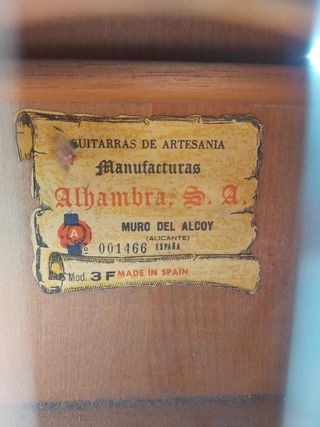 GUITARRAS DE ARTESANIA
Manufacturas
Alhambra, S. A.
MURO DEL ALCOY
(ALICANTE)
A
001466 ESPAÑA
Mod. 3 F MADE IN SPAIN